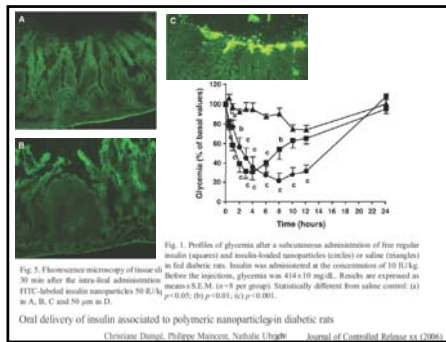 A
C
B
Glycemia (% of basal values)
120
100
80
60
40
20
0
0 2 4 6 8 10 12 14 16 18 20 22 24
Time (hours)
Fig. 1. Profiles of glycemia after a subcutaneous administration of free regular
insulin (squares) and insulin-loaded nanoparticles (circles) or saline (triangles)
in fed diabetic rats. Insulin was administered at the concentration of 10 IU/kg.
Before the injections, glycemia was 414±10 mg/dL. Results are expressed as
means±S.E.M. (n=8 per group). Statistically different from saline control: (a)
p<0.05; (b) p<0.01; (c) p<0.001.
Fig. 5. Fluorescence microscopy of tissue sli
30 min after the intra-ileal administration
FITC-labeled insulin nanoparticles 50 IU/k
in A, B, C and 50 μm in D.
Oral delivery of insulin associated to polymeric nanoparticles in diabetic rats
Christiane Damgé, Philippe Maincent, Nathalie Ubrich
Journal of Controlled Release xx (2006)